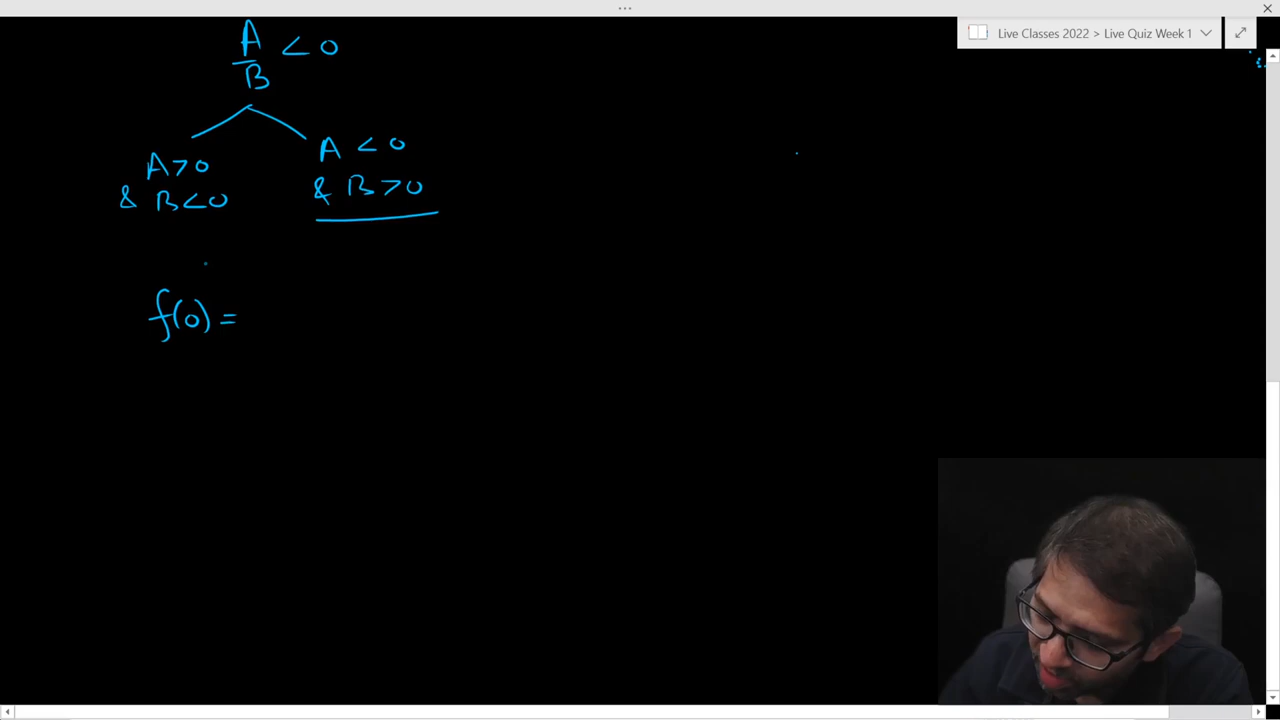 Live Classes 2022 > Live Quiz Week 1
A/B < 0
A>0
& B<0
A < 0
& B >0
f(0) =